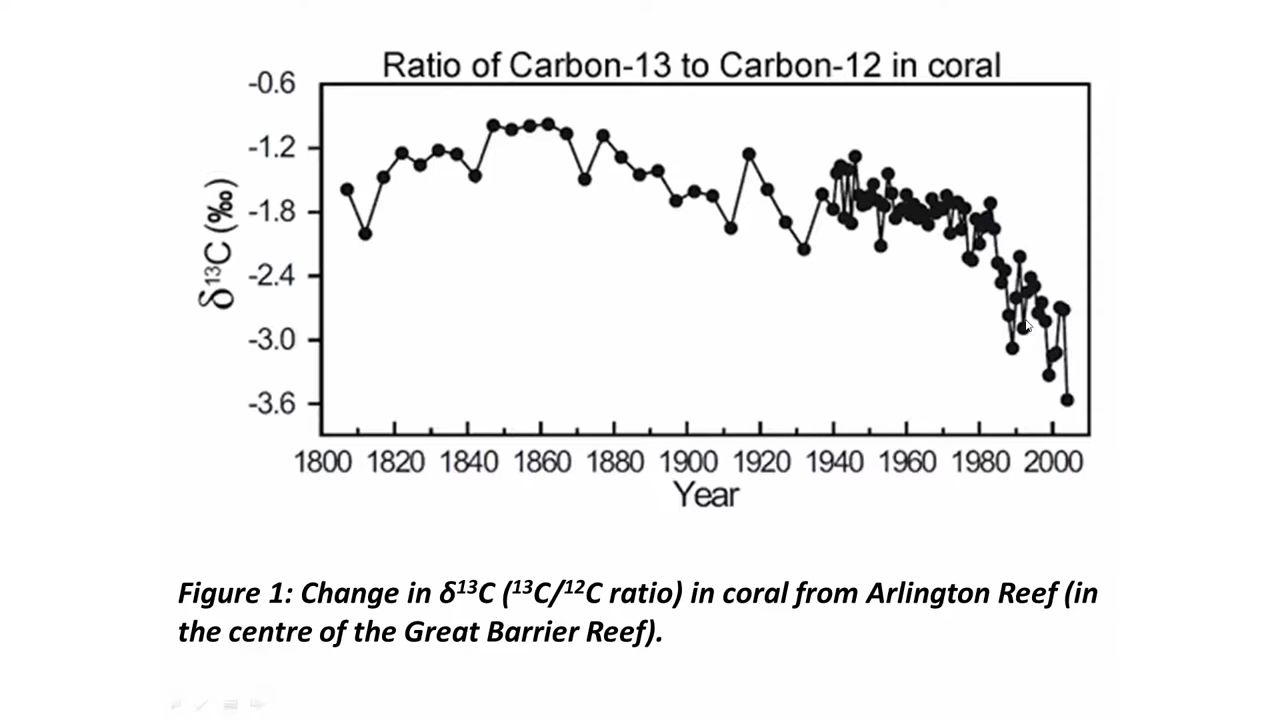 Ratio of Carbon-13 to Carbon-12 in coral
-0.6
-1.2
-1.8
-2.4
-3.0
-3.6
δ¹³C (‰)
1800 1820 1840 1860 1880 1900 1920 1940 1960 1980 2000
Year
Figure 1: Change in δ¹³C (¹³C/¹²C ratio) in coral from Arlington Reef (in
the centre of the Great Barrier Reef).